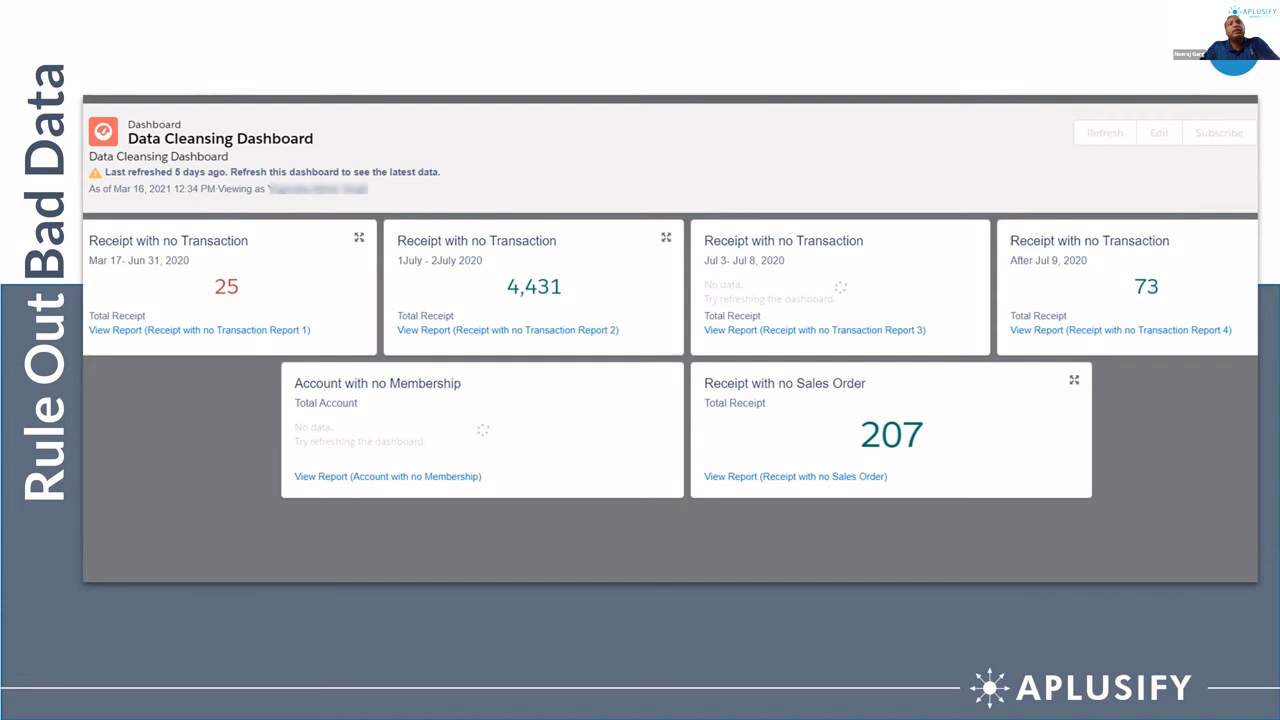 APLUSIFY
Neeraj Garg
Rule Out Bad Data
Dashboard
Data Cleansing Dashboard
Data Cleansing Dashboard
Last refreshed 5 days ago. Refresh this dashboard to see the latest data.
As of Mar 16, 2021 12:34 PM Viewing as
Refresh Edit Subscribe
Receipt with no Transaction
Mar 17- Jun 31, 2020
25
Total Receipt
View Report (Receipt with no Transaction Report 1)
Receipt with no Transaction
1July - 2July 2020
4,431
Total Receipt
View Report (Receipt with no Transaction Report 2)
Receipt with no Transaction
Jul 3- Jul 8, 2020
No data.
Try refreshing the dashboard.
Total Receipt
View Report (Receipt with no Transaction Report 3)
Receipt with no Transaction
After Jul 9, 2020
73
Total Receipt
View Report (Receipt with no Transaction Report 4)
Account with no Membership
Total Account
No data.
Try refreshing the dashboard.
View Report (Account with no Membership)
Receipt with no Sales Order
Total Receipt
207
View Report (Receipt with no Sales Order)
APLUSIFY